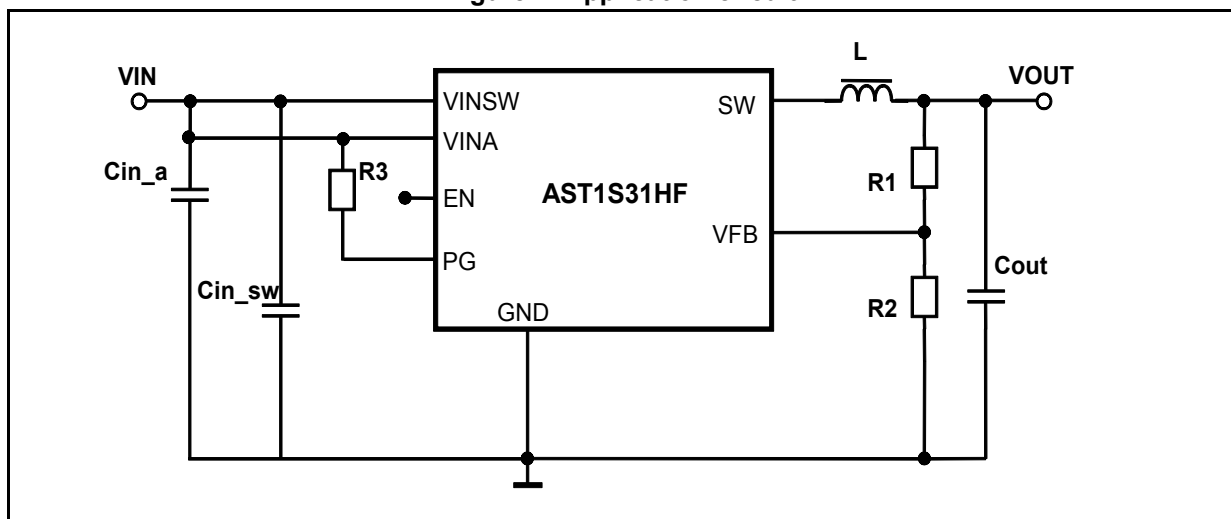 VIN
VINSW
VINA
EN
PG
GND
AST1S31HF
SW
VFB
L
VOUT
Cin_a
R3
Cin_sw
R1
R2
Cout